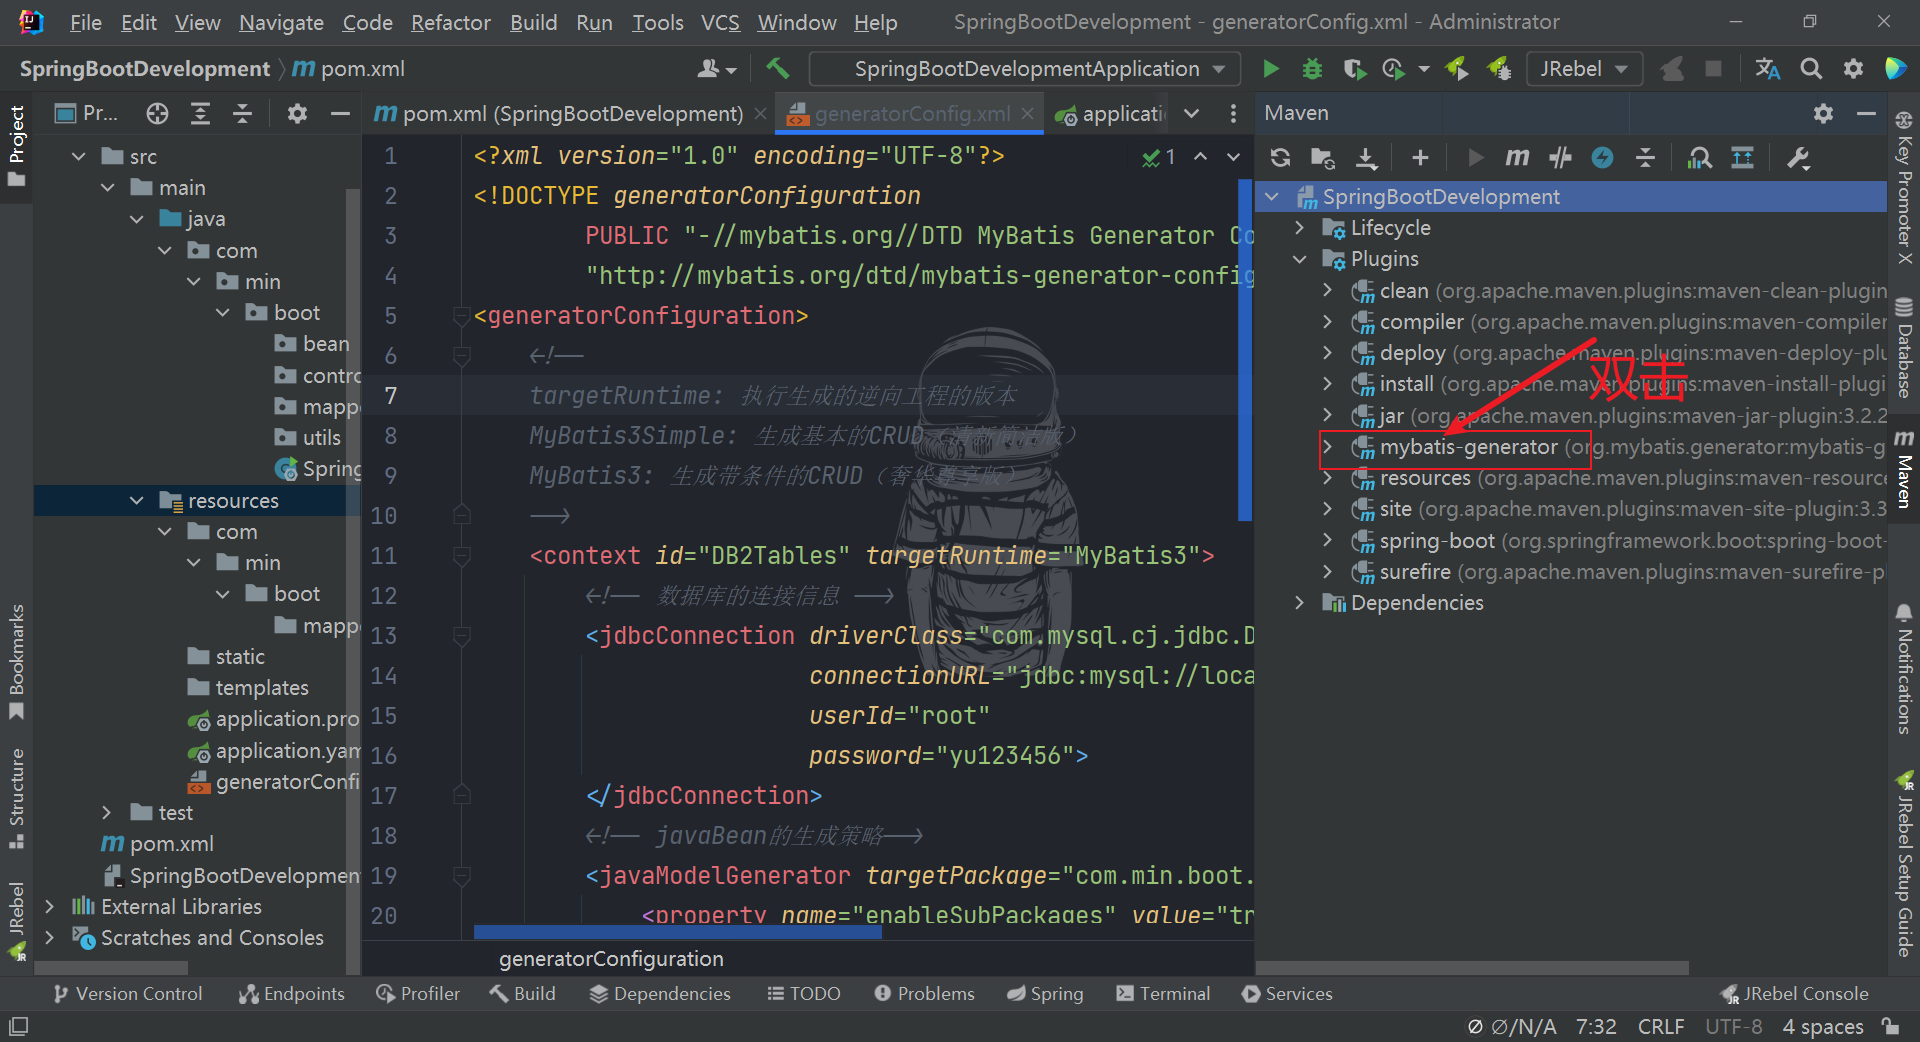 File Edit View Navigate Code Refactor Build Run Tools VCS Window Help SpringBootDevelopment - generatorConfig.xml - Administrator
SpringBootDevelopment pom.xml SpringBootDevelopmentApplication JRebel
Project
Pr...
src
main
java
com
min
boot
bean
contro
mappe
utils
Spring
resources
com
min
boot
mappe
static
templates
application.pro
application.yam
generatorConfi
test
pom.xml
SpringBootDevelopment
External Libraries
Scratches and Consoles
Bookmarks
Structure
JRebel
pom.xml (SpringBootDevelopment) generatorConfig.xml applicati
1
1 <?xml version="1.0" encoding="UTF-8"?>
2 <!DOCTYPE generatorConfiguration
3 PUBLIC "-//mybatis.org//DTD MyBatis Generator Co
4 "http://mybatis.org/dtd/mybatis-generator-config
5 <generatorConfiguration>
6 <!--
7 targetRuntime: 执行生成的逆向工程的版本
8 MyBatis3Simple: 生成基本的CRUD（清新简洁版）
9 MyBatis3: 生成带条件的CRUD（奢华尊享版）
10 -->
11 <context id="DB2Tables" targetRuntime="MyBatis3">
12 <!-- 数据库的连接信息 -->
13 <jdbcConnection driverClass="com.mysql.cj.jdbc.D
14 connectionURL="jdbc:mysql://loca
15 userId="root"
16 password="yu123456">
17 </jdbcConnection>
18 <!-- javaBean的生成策略-->
19 <javaModelGenerator targetPackage="com.min.boot.
20 <property name="enableSubPackages" value="tr
generatorConfiguration
Maven
SpringBootDevelopment
Lifecycle
Plugins
clean (org.apache.maven.plugins:maven-clean-plugin
compiler (org.apache.maven.plugins:maven-compiler
deploy (org.apache.maven.plugins:maven-deploy-plu
install (org.apache.maven.plugins:maven-install-plugi
jar (org.apache.maven.plugins:maven-jar-plugin:3.2.2
mybatis-generator (org.mybatis.generator:mybatis-g
resources (org.apache.maven.plugins:maven-resource
site (org.apache.maven.plugins:maven-site-plugin:3.3
spring-boot (org.springframework.boot:spring-boot-
surefire (org.apache.maven.plugins:maven-surefire-pl
Dependencies
双击
Key Promoter X
Database
Maven
Notifications
JRebel Setup Guide
Version Control Endpoints Profiler Build Dependencies TODO Problems Spring Terminal Services JRebel Console
∅/N/A 7:32 CRLF UTF-8 4 spaces